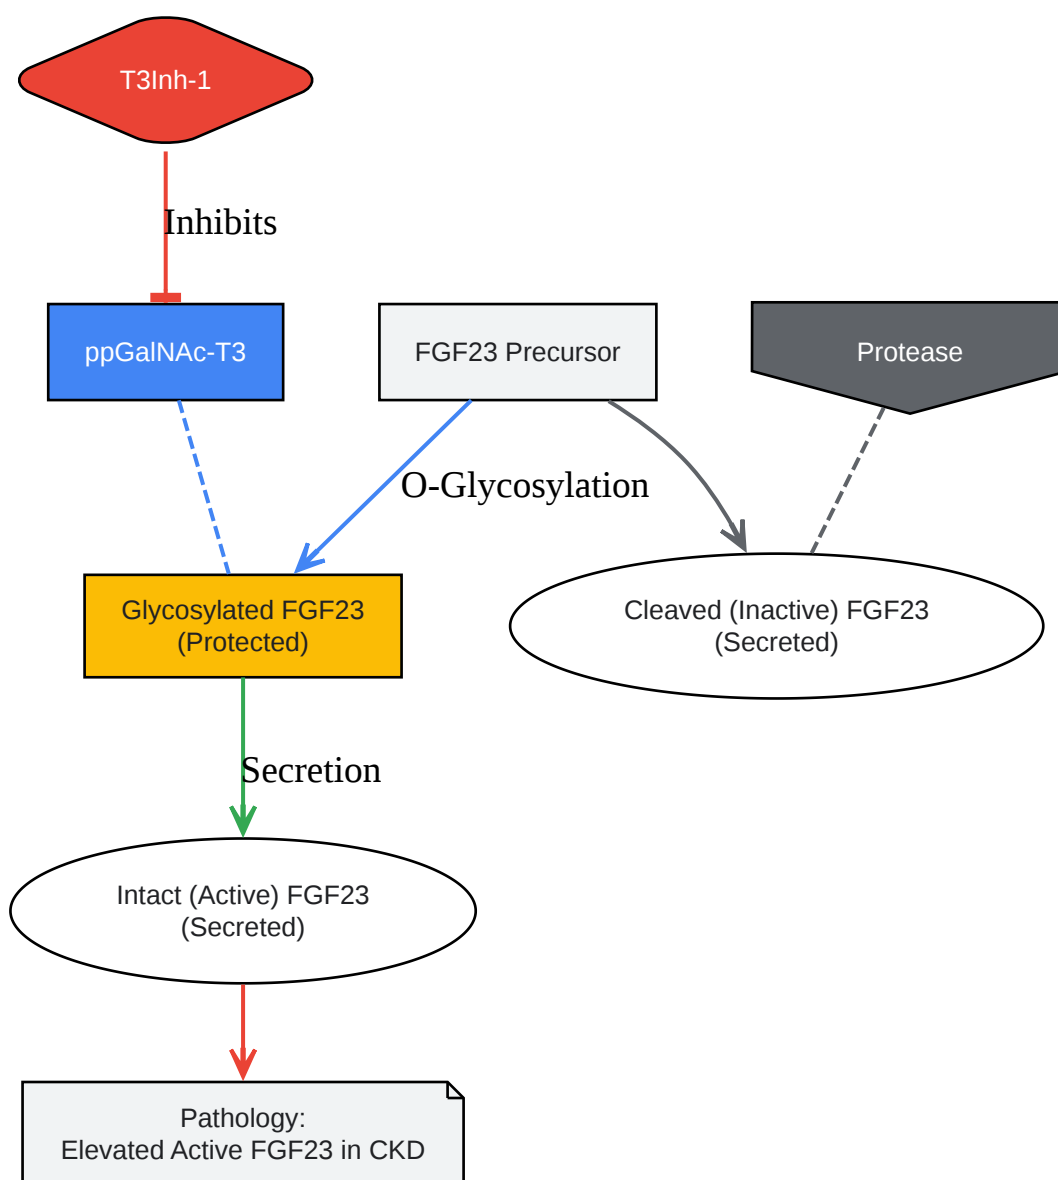 T3Inh-1
Inhibits
ppGalNAc-T3
FGF23 Precursor
Protease
O-Glycosylation
Glycosylated FGF23
(Protected)
Cleaved (Inactive) FGF23
(Secreted)
Secretion
Intact (Active) FGF23
(Secreted)
Pathology:
Elevated Active FGF23 in CKD